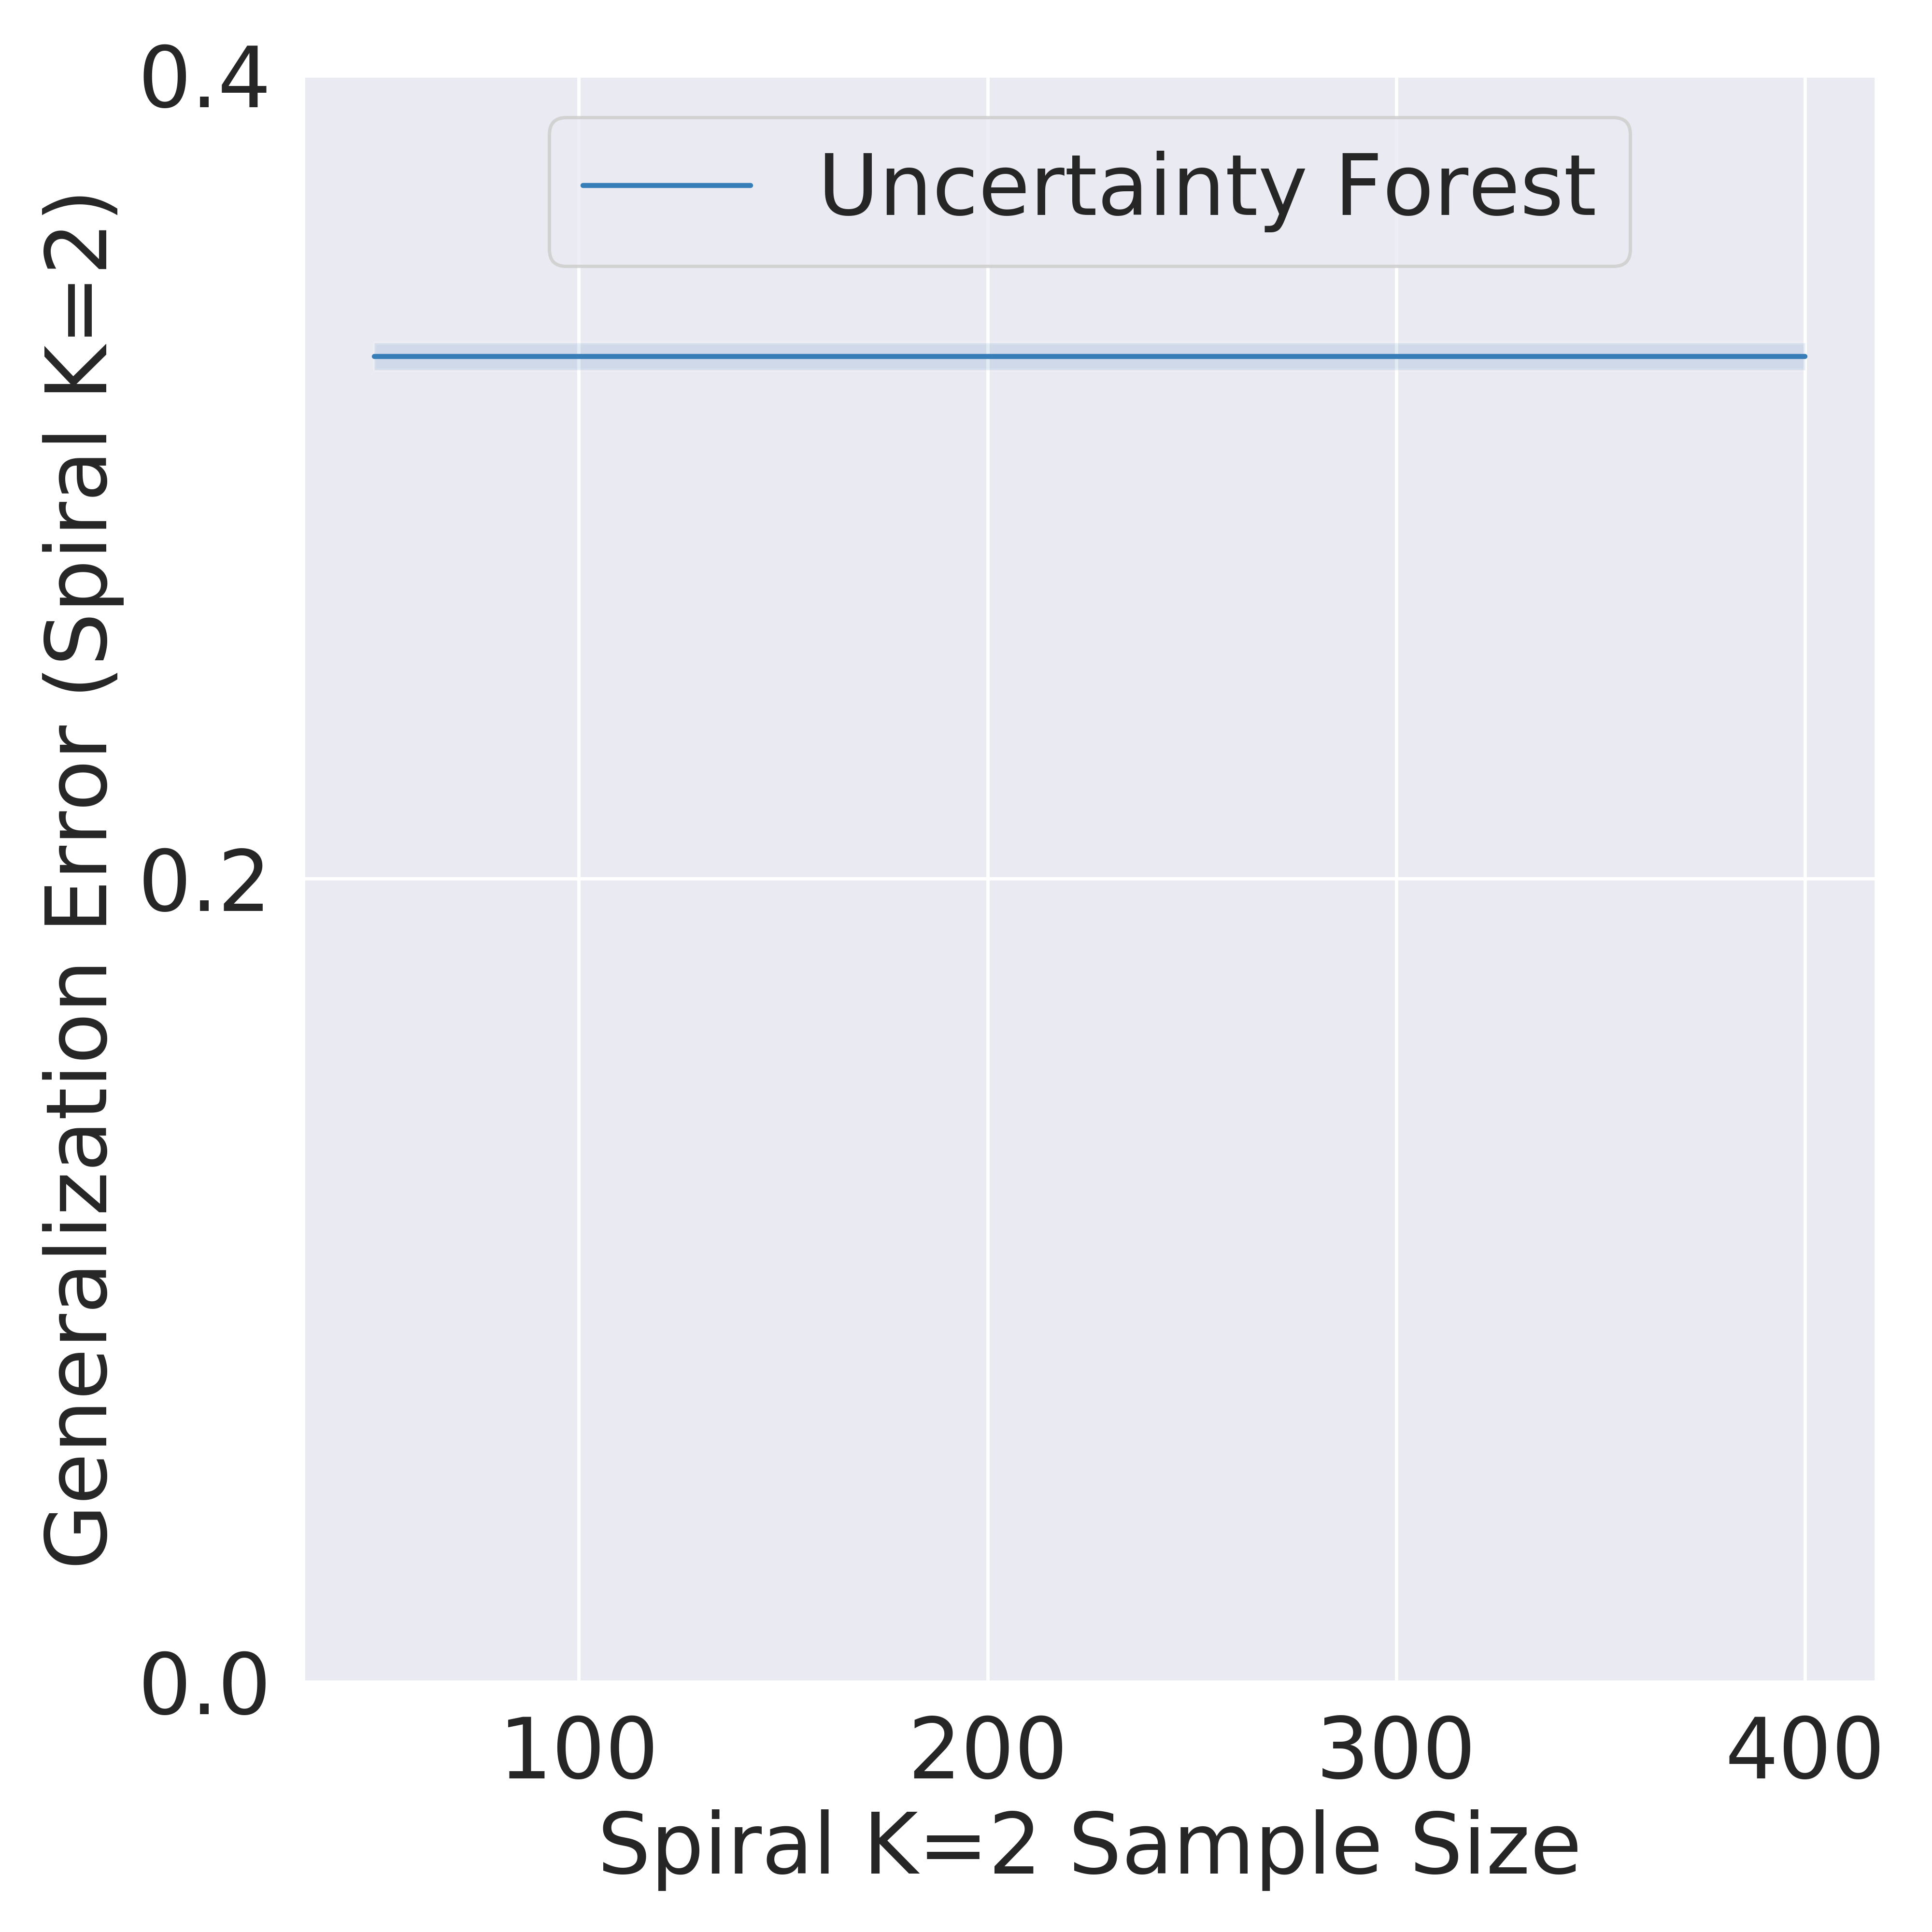 Generalization Error (Spiral K=2)
0.4
0.2
0.0
Uncertainty Forest
100 200 300 400
Spiral K=2 Sample Size